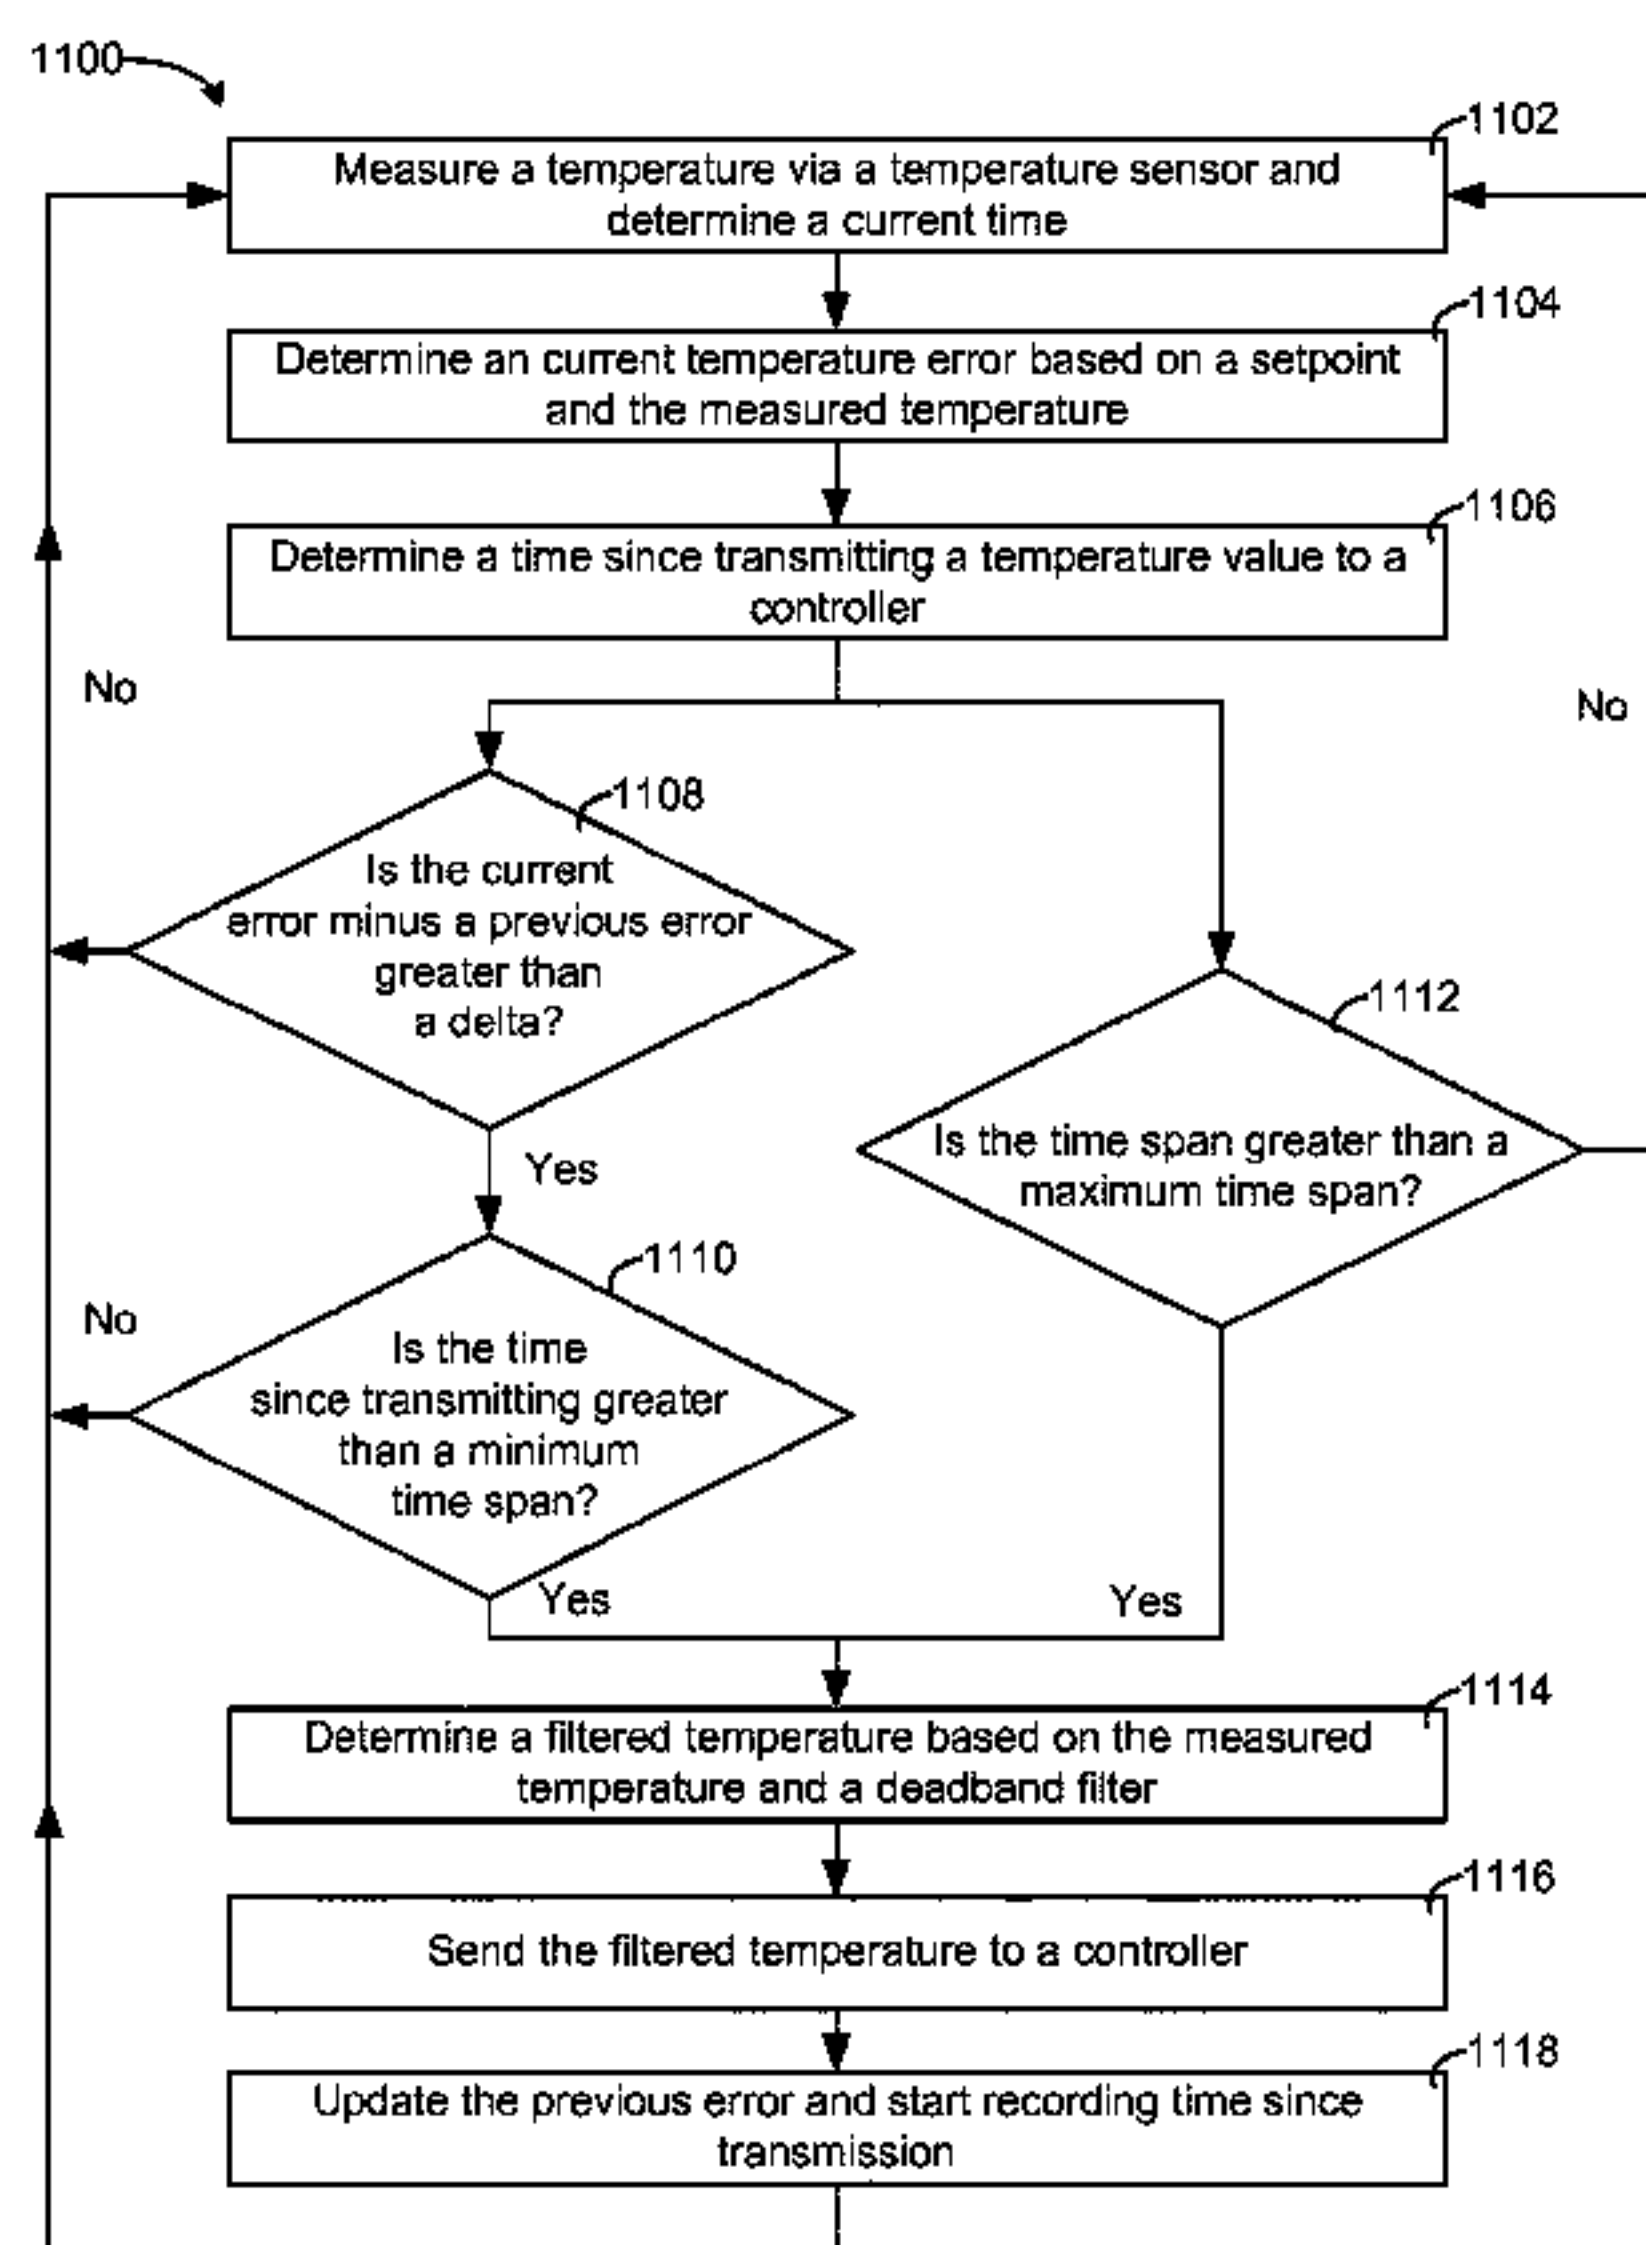 1100
1102
Measure a temperature via a temperature sensor and
determine a current time
1104
Determine an current temperature error based on a setpoint
and the measured temperature
1106
Determine a time since transmitting a temperature value to a
controller
No
No
1108
Is the current
error minus a previous error
greater than
a delta?
1112
Is the time span greater than a
maximum time span?
Yes
1110
No
Is the time
since transmitting greater
than a minimum
time span?
Yes
Yes
1114
Determine a filtered temperature based on the measured
temperature and a deadband filter
1116
Send the filtered temperature to a controller
1118
Update the previous error and start recording time since
transmission